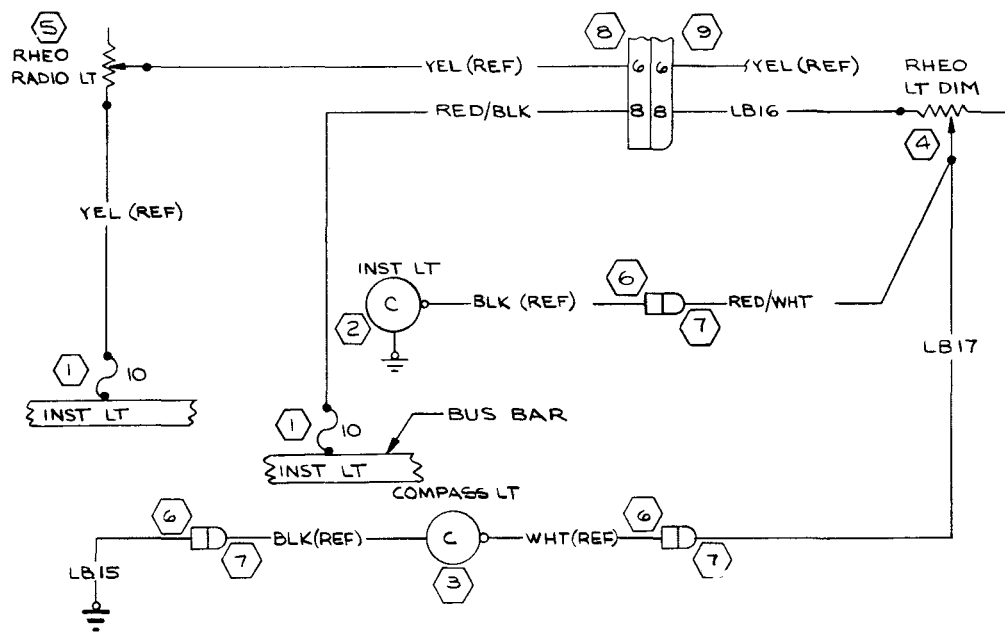 5
RHEO
RADIO LT
YEL (REF)
8
9
6 6
YEL (REF)
RHEO
LT DIM
RED/BLK
8 8
LB16
4
YEL (REF)
INST LT
C
2
BLK (REF)
6
7
RED/WHT
LB17
1
10
INST LT
1
10
BUS BAR
INST LT
COMPASS LT
6
7
BLK(REF)
C
3
WHT(REF)
6
7
LB15